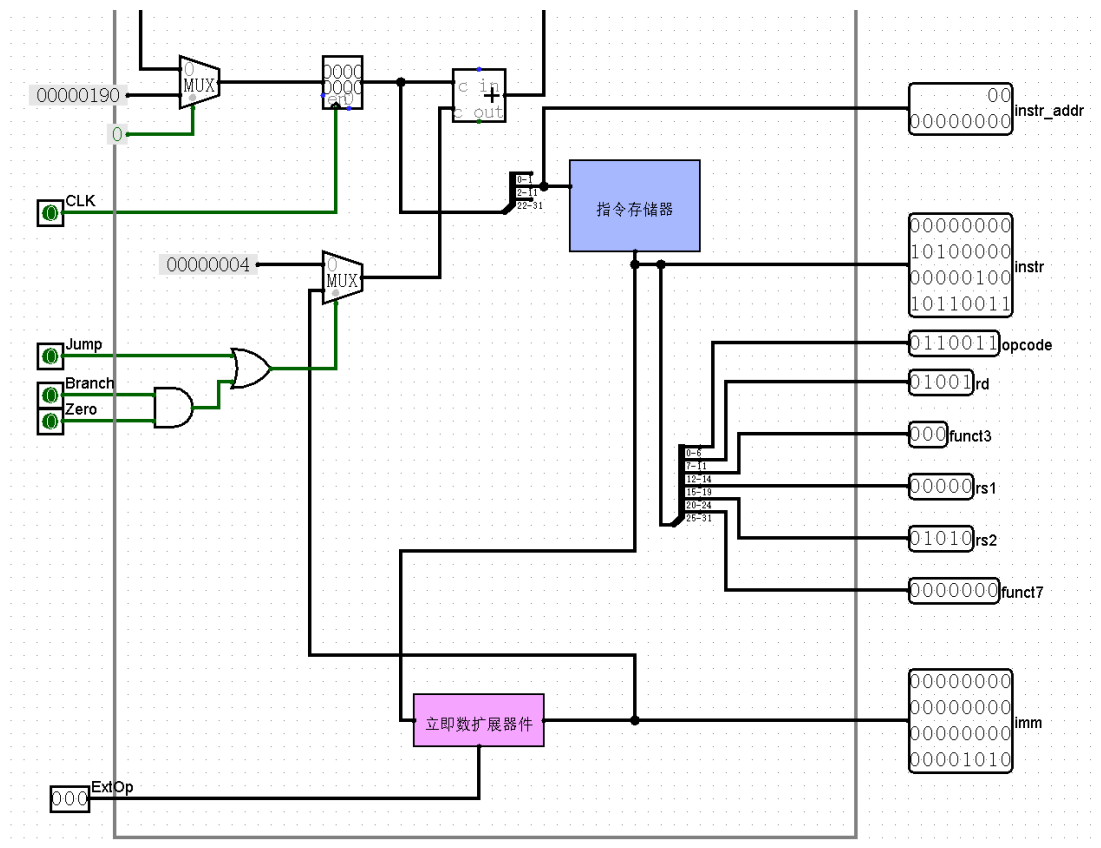 0
MUX
00000190
0
CLK
0000
0000
en
c in
+
c out
00
00000000
instr_addr
0-1
2-11
22-31
指令存储器
00000000
10100000
00000100
10110011
instr
00000004
0
MUX
Jump
Branch
Zero
0110011
opcode
01001
rd
000
funct3
00000
rs1
01010
rs2
0000000
funct7
0-6
7-11
12-14
15-19
20-24
25-31
立即数扩展器件
00000000
00000000
00000000
00001010
imm
000
ExtOp